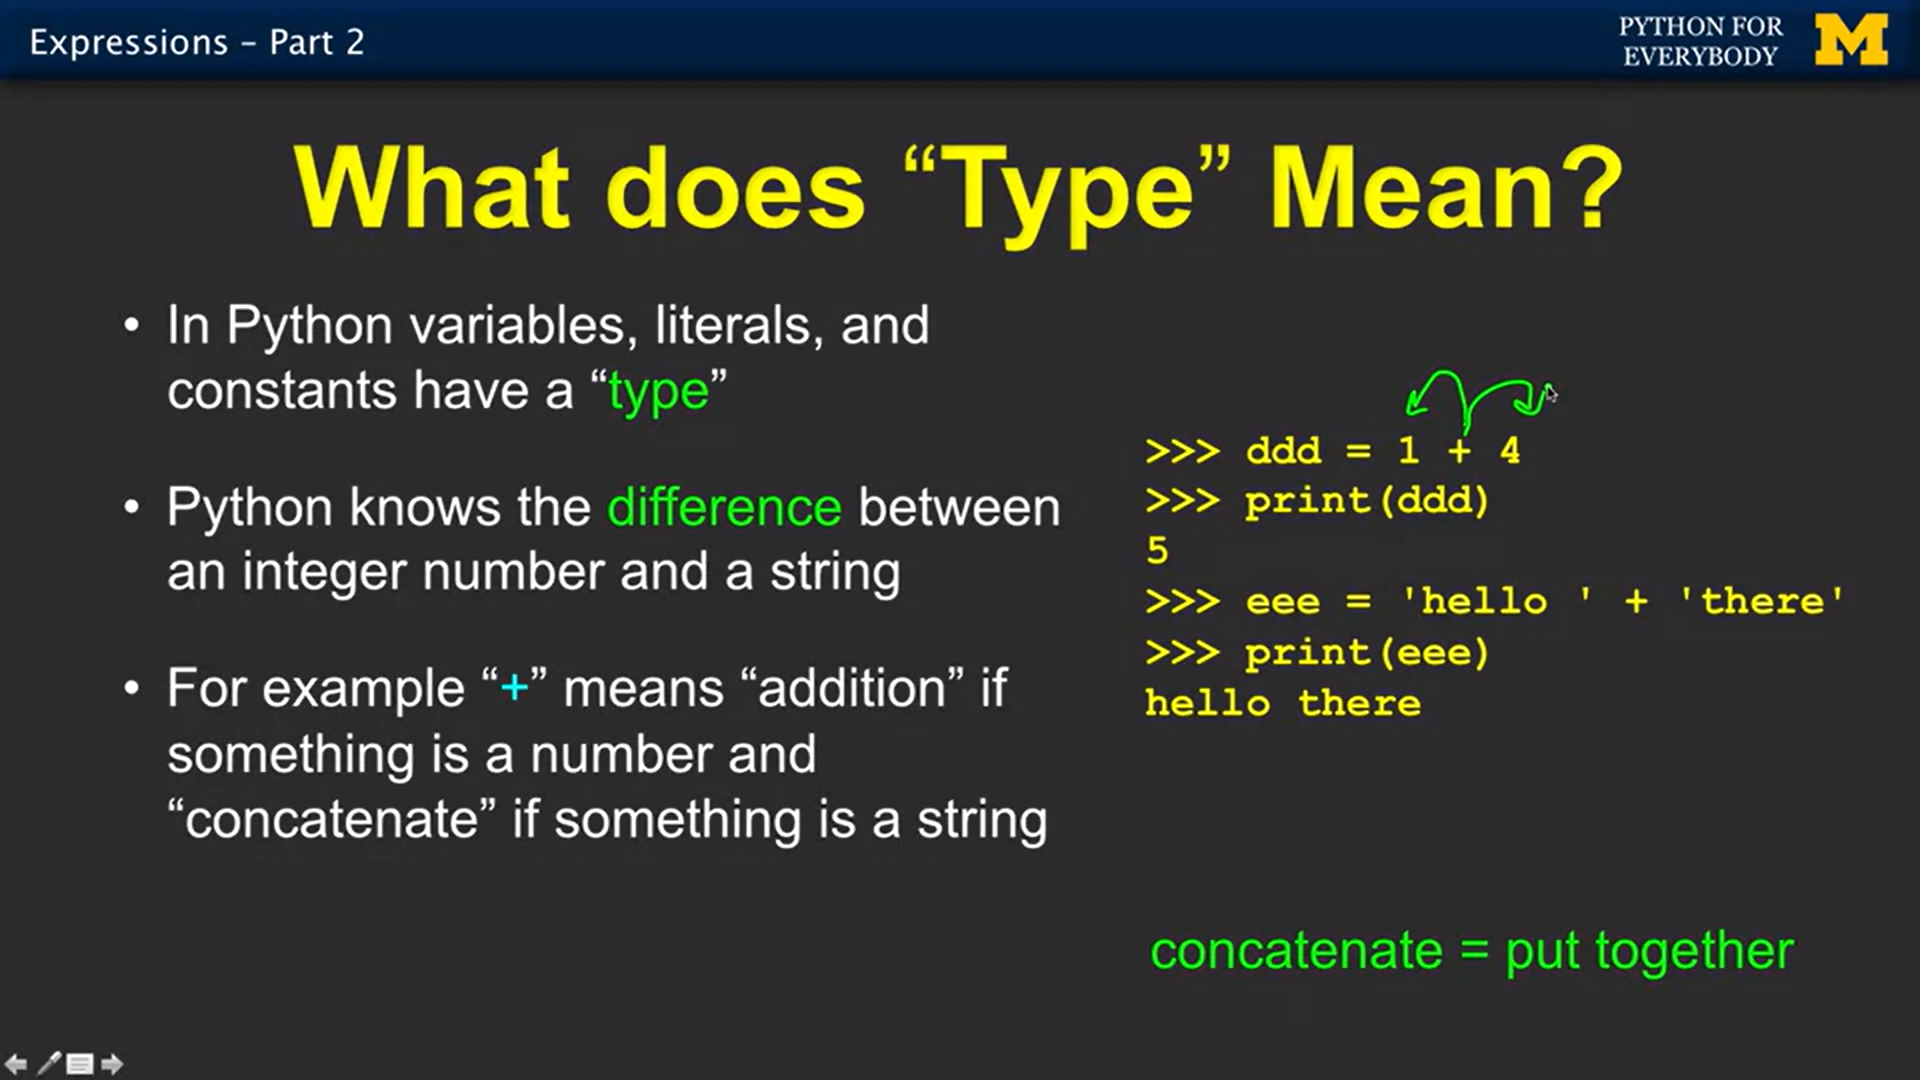 Expressions – Part 2
PYTHON FOR
EVERYBODY
M
What does “Type” Mean?
• In Python variables, literals, and
constants have a “type”
• Python knows the difference between
an integer number and a string
• For example “+” means “addition” if
something is a number and
“concatenate” if something is a string
>>> ddd = 1 + 4
>>> print(ddd)
5
>>> eee = 'hello ' + 'there'
>>> print(eee)
hello there
concatenate = put together